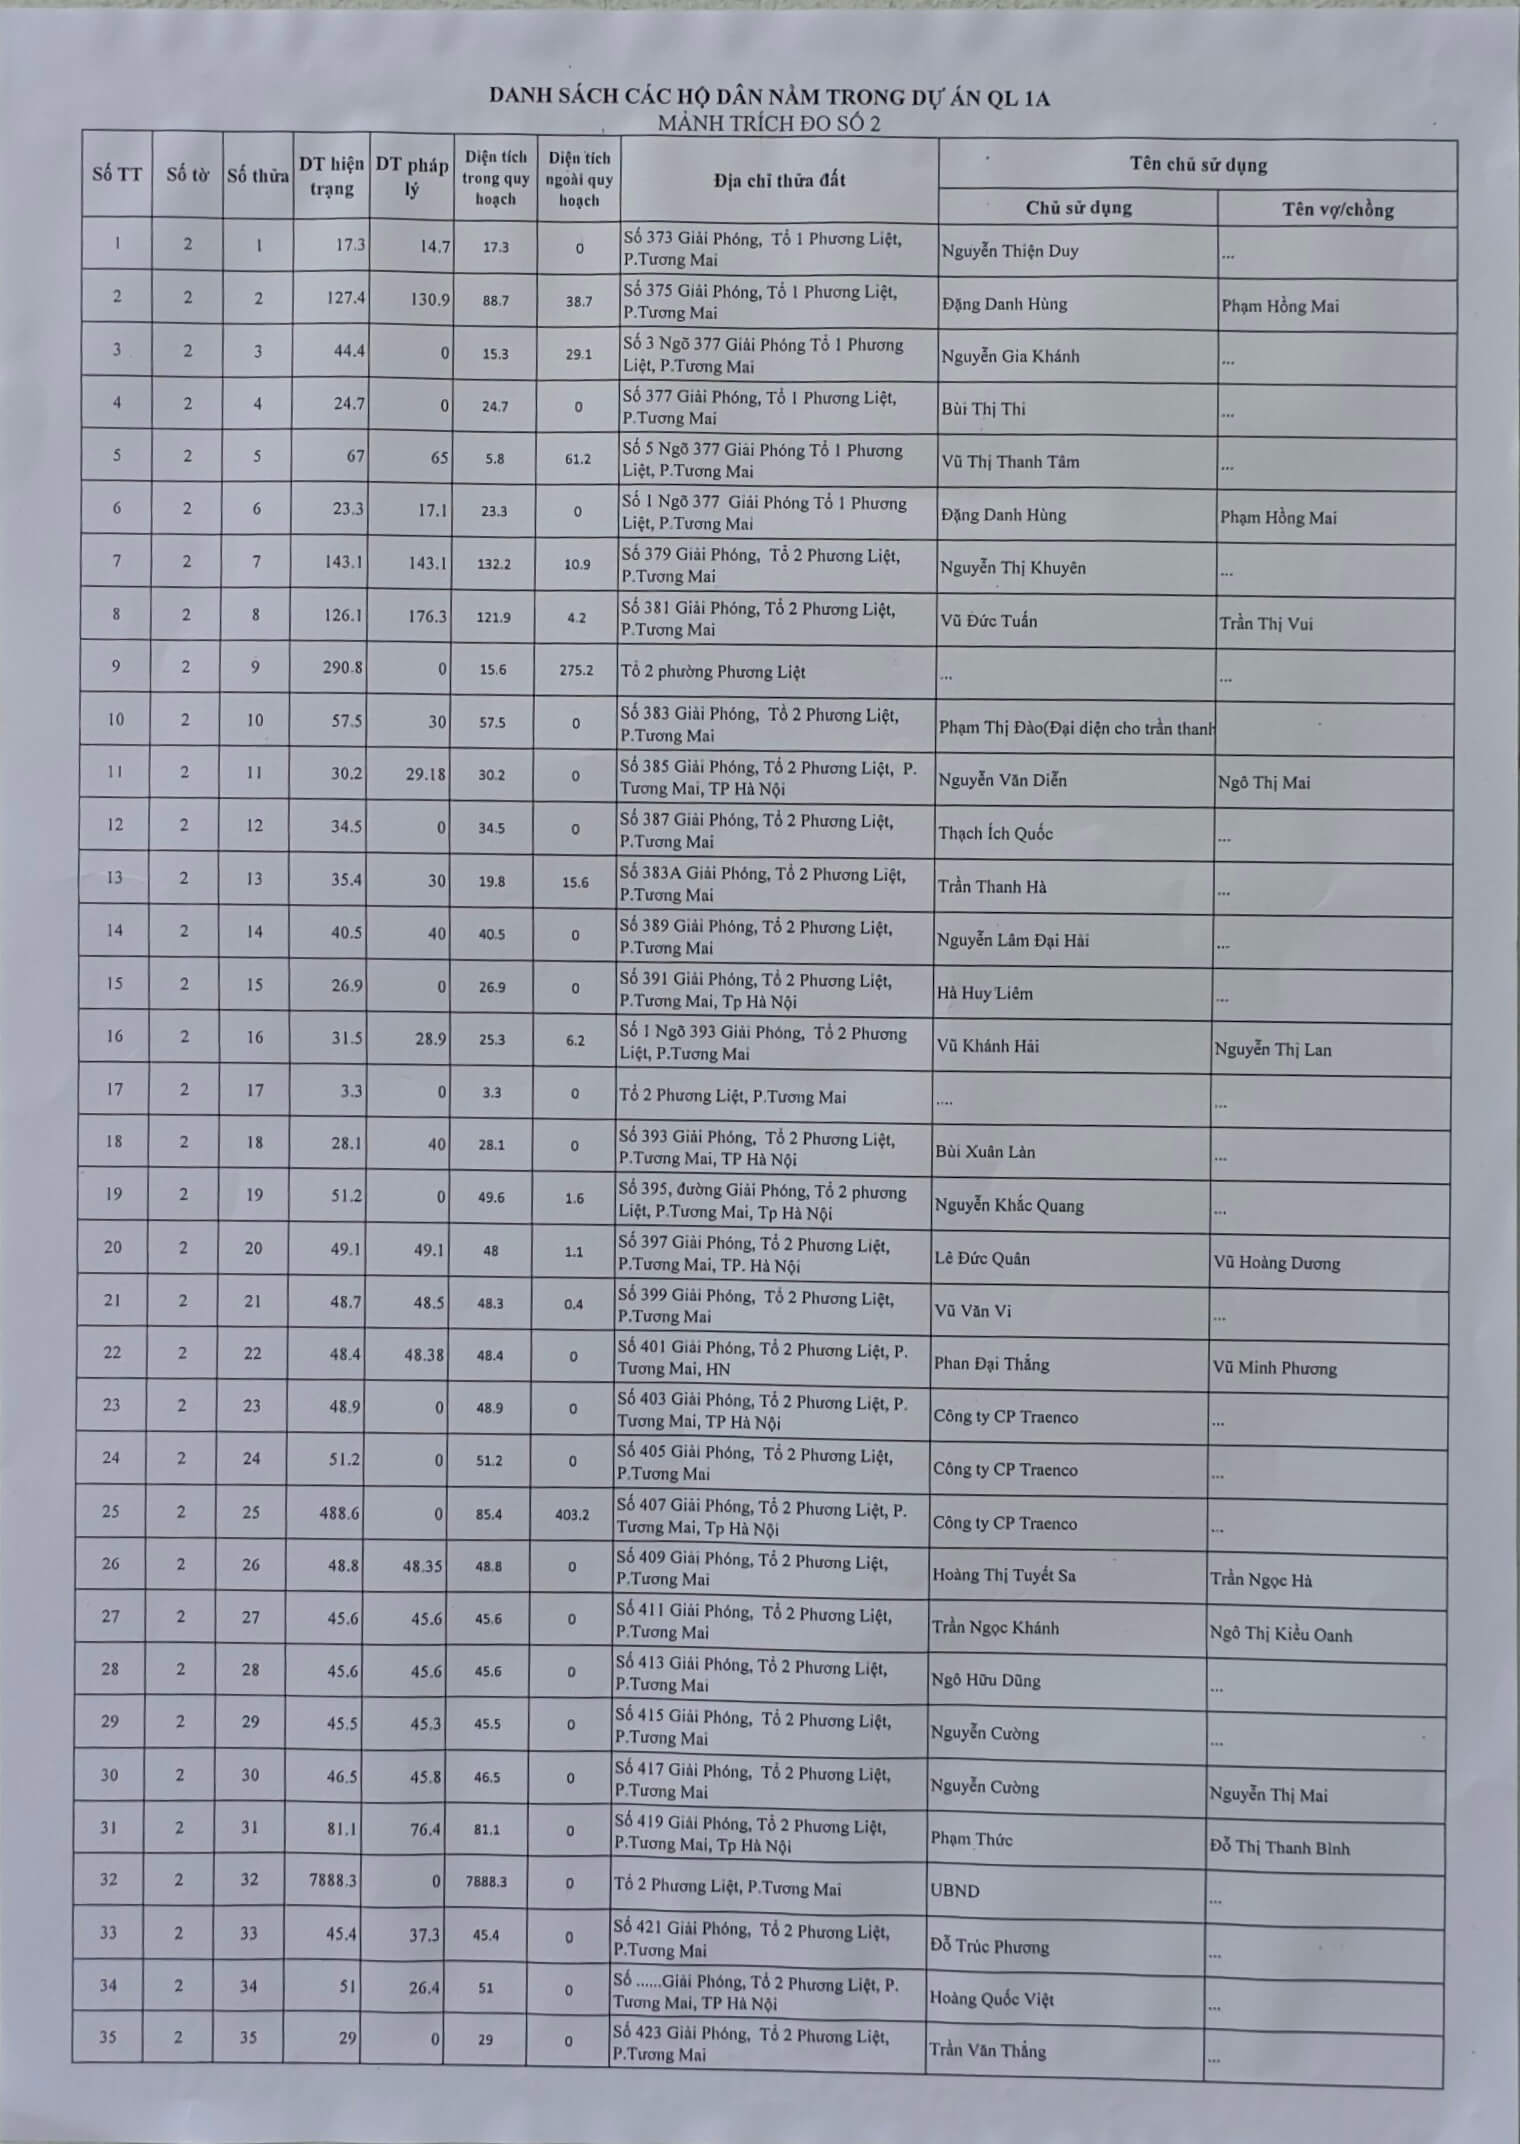 DANH SÁCH CÁC HỘ DÂN NẰM TRONG DỰ ÁN QL 1A
MẢNH TRÍCH ĐO SỐ 2
Số TT Số tờ Số thửa DT hiện trạng DT pháp lý Diện tích trong quy hoạch Diện tích ngoài quy hoạch Địa chỉ thửa đất Tên chủ sử dụng
Chủ sử dụng Tên vợ/chồng
1 2 1 17.3 14.7 17.3 0 Số 373 Giải Phóng, Tổ 1 Phương Liệt, P.Tương Mai Nguyễn Thiện Duy ...
2 2 2 127.4 130.9 88.7 38.7 Số 375 Giải Phóng, Tổ 1 Phương Liệt, P.Tương Mai Đặng Danh Hùng Phạm Hồng Mai
3 2 3 44.4 0 15.3 29.1 Số 3 Ngõ 377 Giải Phóng Tổ 1 Phương Liệt, P.Tương Mai Nguyễn Gia Khánh ...
4 2 4 24.7 0 24.7 0 Số 377 Giải Phóng, Tổ 1 Phương Liệt, P.Tương Mai Bùi Thị Thi ...
5 2 5 67 65 5.8 61.2 Số 5 Ngõ 377 Giải Phóng Tổ 1 Phương Liệt, P.Tương Mai Vũ Thị Thanh Tâm ...
6 2 6 23.3 17.1 23.3 0 Số 1 Ngõ 377 Giải Phóng Tổ 1 Phương Liệt, P.Tương Mai Đặng Danh Hùng Phạm Hồng Mai
7 2 7 143.1 143.1 132.2 10.9 Số 379 Giải Phóng, Tổ 2 Phương Liệt, P.Tương Mai Nguyễn Thị Khuyên ...
8 2 8 126.1 176.3 121.9 4.2 Số 381 Giải Phóng, Tổ 2 Phương Liệt, P.Tương Mai Vũ Đức Tuấn Trần Thị Vui
9 2 9 290.8 0 15.6 275.2 Tổ 2 phường Phương Liệt ... ...
10 2 10 57.5 30 57.5 0 Số 383 Giải Phóng, Tổ 2 Phương Liệt, P.Tương Mai Phạm Thị Đào(Đại diện cho trần thanh
11 2 11 30.2 29.18 30.2 0 Số 385 Giải Phóng, Tổ 2 Phương Liệt, P. Tương Mai, TP Hà Nội Nguyễn Văn Diễn Ngô Thị Mai
12 2 12 34.5 0 34.5 0 Số 387 Giải Phóng, Tổ 2 Phương Liệt, P.Tương Mai Thạch Ích Quốc ...
13 2 13 35.4 30 19.8 15.6 Số 383A Giải Phóng, Tổ 2 Phương Liệt, P.Tương Mai Trần Thanh Hà ...
14 2 14 40.5 40 40.5 0 Số 389 Giải Phóng, Tổ 2 Phương Liệt, P.Tương Mai Nguyễn Lâm Đại Hải ...
15 2 15 26.9 0 26.9 0 Số 391 Giải Phóng, Tổ 2 Phương Liệt, P.Tương Mai, Tp Hà Nội Hà Huy Liêm ...
16 2 16 31.5 28.9 25.3 6.2 Số 1 Ngõ 393 Giải Phóng, Tổ 2 Phương Liệt, P.Tương Mai Vũ Khánh Hải Nguyễn Thị Lan
17 2 17 3.3 0 3.3 0 Tổ 2 Phương Liệt, P.Tương Mai .... ...
18 2 18 28.1 40 28.1 0 Số 393 Giải Phóng, Tổ 2 Phương Liệt, P.Tương Mai, TP Hà Nội Bùi Xuân Làn ...
19 2 19 51.2 0 49.6 1.6 Số 395, đường Giải Phóng, Tổ 2 phương Liệt, P.Tương Mai, Tp Hà Nội Nguyễn Khắc Quang ...
20 2 20 49.1 49.1 48 1.1 Số 397 Giải Phóng, Tổ 2 Phương Liệt, P.Tương Mai, TP. Hà Nội Lê Đức Quân Vũ Hoàng Dương
21 2 21 48.7 48.5 48.3 0.4 Số 399 Giải Phóng, Tổ 2 Phương Liệt, P.Tương Mai Vũ Văn Vi ...
22 2 22 48.4 48.38 48.4 0 Số 401 Giải Phóng, Tổ 2 Phương Liệt, P. Tương Mai, HN Phan Đại Thắng Vũ Minh Phương
23 2 23 48.9 0 48.9 0 Số 403 Giải Phóng, Tổ 2 Phương Liệt, P. Tương Mai, TP Hà Nội Công ty CP Traenco ...
24 2 24 51.2 0 51.2 0 Số 405 Giải Phóng, Tổ 2 Phương Liệt, P.Tương Mai Công ty CP Traenco ...
25 2 25 488.6 0 85.4 403.2 Số 407 Giải Phóng, Tổ 2 Phương Liệt, P. Tương Mai, Tp Hà Nội Công ty CP Traenco ...
26 2 26 48.8 48.35 48.8 0 Số 409 Giải Phóng, Tổ 2 Phương Liệt, P.Tương Mai Hoàng Thị Tuyết Sa Trần Ngọc Hà
27 2 27 45.6 45.6 45.6 0 Số 411 Giải Phóng, Tổ 2 Phương Liệt, P.Tương Mai Trần Ngọc Khánh Ngô Thị Kiều Oanh
28 2 28 45.6 45.6 45.6 0 Số 413 Giải Phóng, Tổ 2 Phương Liệt, P.Tương Mai Ngô Hữu Dũng ...
29 2 29 45.5 45.3 45.5 0 Số 415 Giải Phóng, Tổ 2 Phương Liệt, P.Tương Mai Nguyễn Cường ...
30 2 30 46.5 45.8 46.5 0 Số 417 Giải Phóng, Tổ 2 Phương Liệt, P.Tương Mai Nguyễn Cường Nguyễn Thị Mai
31 2 31 81.1 76.4 81.1 0 Số 419 Giải Phóng, Tổ 2 Phương Liệt, P.Tương Mai, Tp Hà Nội Phạm Thức Đỗ Thị Thanh Bình
32 2 32 7888.3 0 7888.3 0 Tổ 2 Phương Liệt, P.Tương Mai UBND ...
33 2 33 45.4 37.3 45.4 0 Số 421 Giải Phóng, Tổ 2 Phương Liệt, P.Tương Mai Đỗ Trúc Phương ...
34 2 34 51 26.4 51 0 Số ......Giải Phóng, Tổ 2 Phương Liệt, P. Tương Mai, TP Hà Nội Hoàng Quốc Việt ...
35 2 35 29 0 29 0 Số 423 Giải Phóng, Tổ 2 Phương Liệt, P.Tương Mai Trần Văn Thắng ...